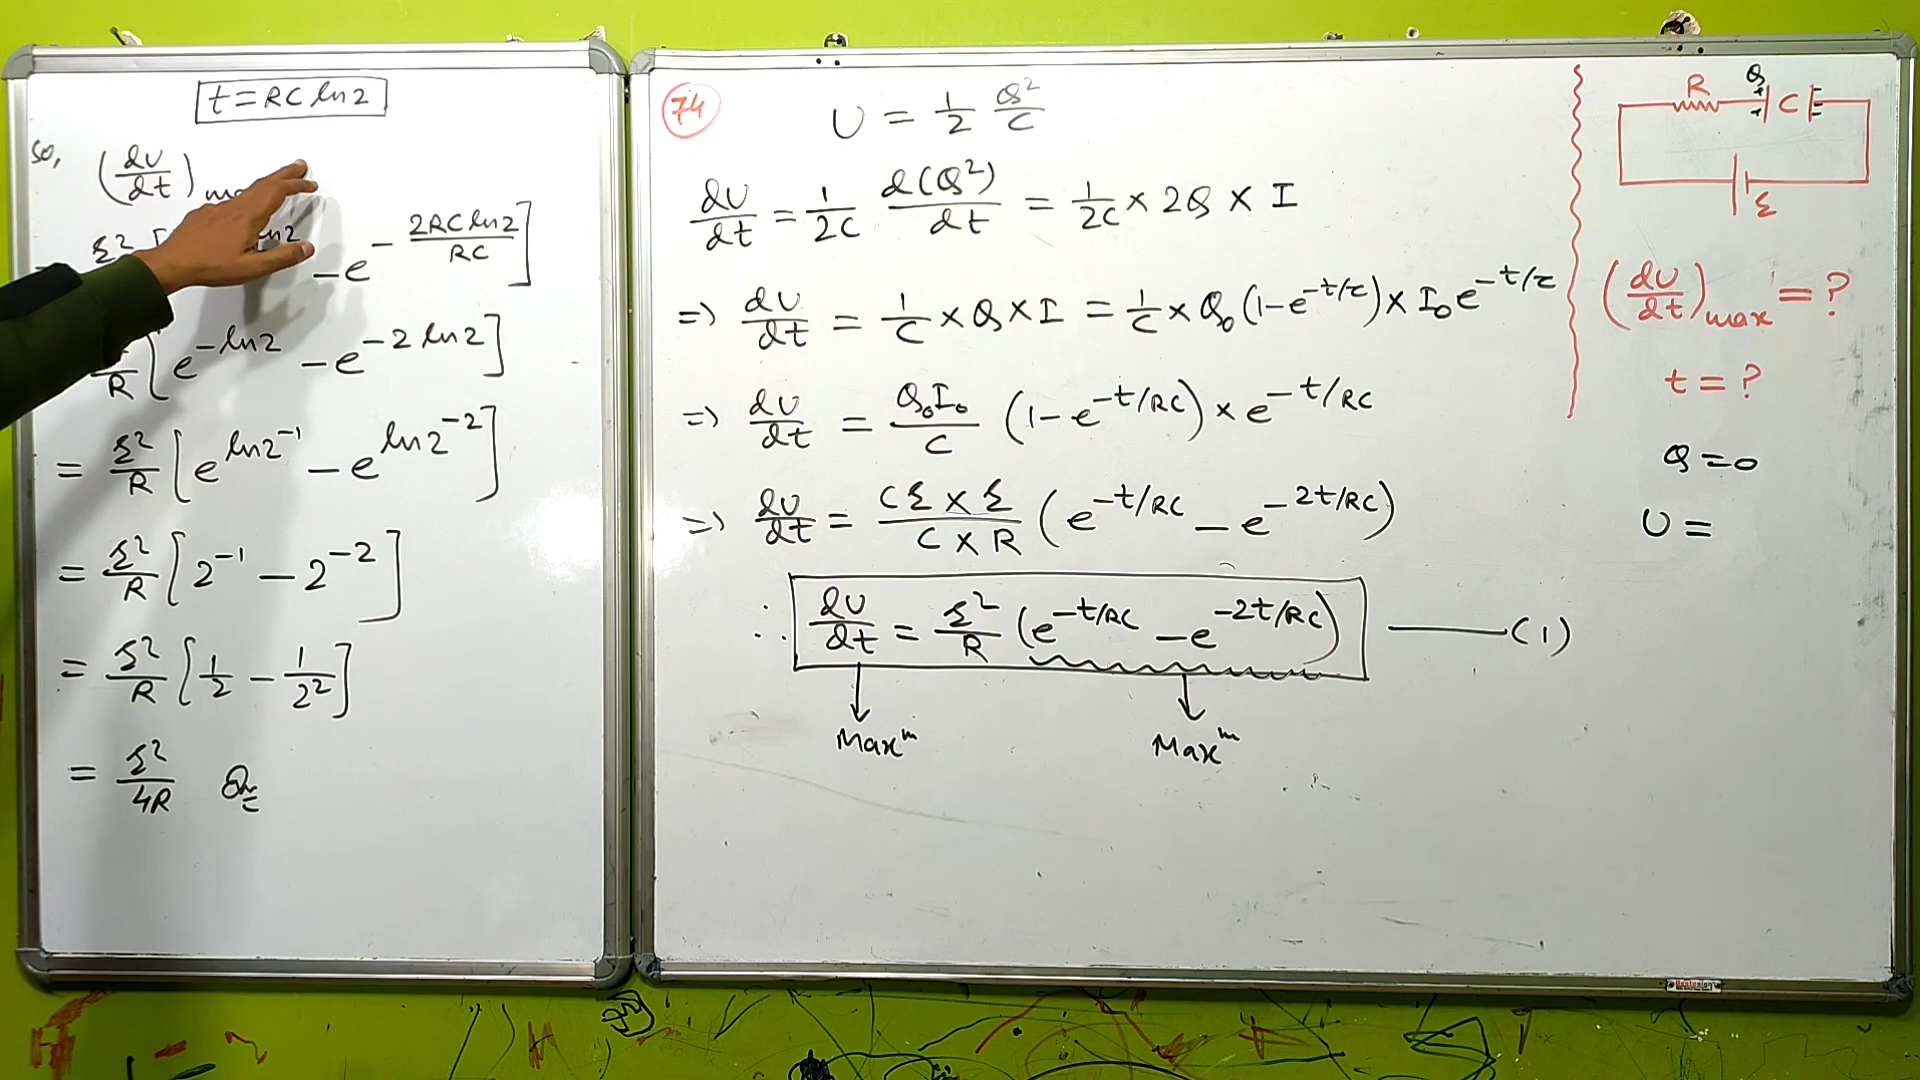 t = RC ln2
so, (dU/dt)
- e^(-2RC ln2/RC)]
R [e^(-ln2) - e^(-2 ln2)]
= ε²/R [e^(ln2^(-1)) - e^(ln2^(-2))]
= ε²/R [2^(-1) - 2^(-2)]
= ε²/R [1/2 - 1/2²]
= ε²/4R
74
U = 1/2 Q²/C
dU/dt = 1/2C d(Q²)/dt = 1/2C × 2Q × I
=> dU/dt = 1/C × Q × I = 1/C × Q₀(1-e^(-t/τ)) × I₀e^(-t/τ)
=> dU/dt = Q₀I₀/C (1-e^(-t/RC)) × e^(-t/RC)
=> dU/dt = Cε × ε/C × R (e^(-t/RC) - e^(-2t/RC))
∴ dU/dt = ε²/R (e^(-t/RC) - e^(-2t/RC)) ——(1)
Maxᵐ Maxᵐ
R Q C
ε
(dU/dt)max = ?
t = ?
Q = 0
U =